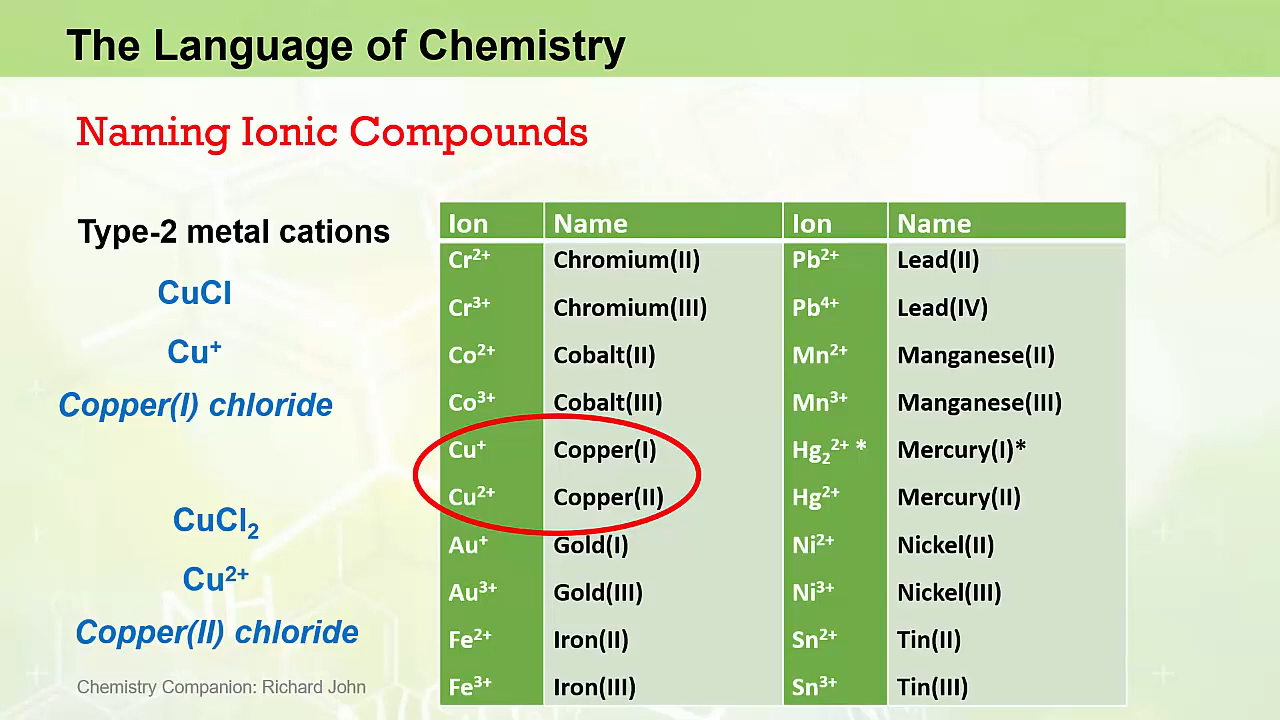 The Language of Chemistry
Naming Ionic Compounds
Type-2 metal cations
CuCl
Cu⁺
Copper(I) chloride
CuCl₂
Cu²⁺
Copper(II) chloride
Chemistry Companion: Richard John
Ion Name Ion Name
Cr²⁺ Chromium(II) Pb²⁺ Lead(II)
Cr³⁺ Chromium(III) Pb⁴⁺ Lead(IV)
Co²⁺ Cobalt(II) Mn²⁺ Manganese(II)
Co³⁺ Cobalt(III) Mn³⁺ Manganese(III)
Cu⁺ Copper(I) Hg₂²⁺ * Mercury(I)*
Cu²⁺ Copper(II) Hg²⁺ Mercury(II)
Au⁺ Gold(I) Ni²⁺ Nickel(II)
Au³⁺ Gold(III) Ni³⁺ Nickel(III)
Fe²⁺ Iron(II) Sn²⁺ Tin(II)
Fe³⁺ Iron(III) Sn³⁺ Tin(III)